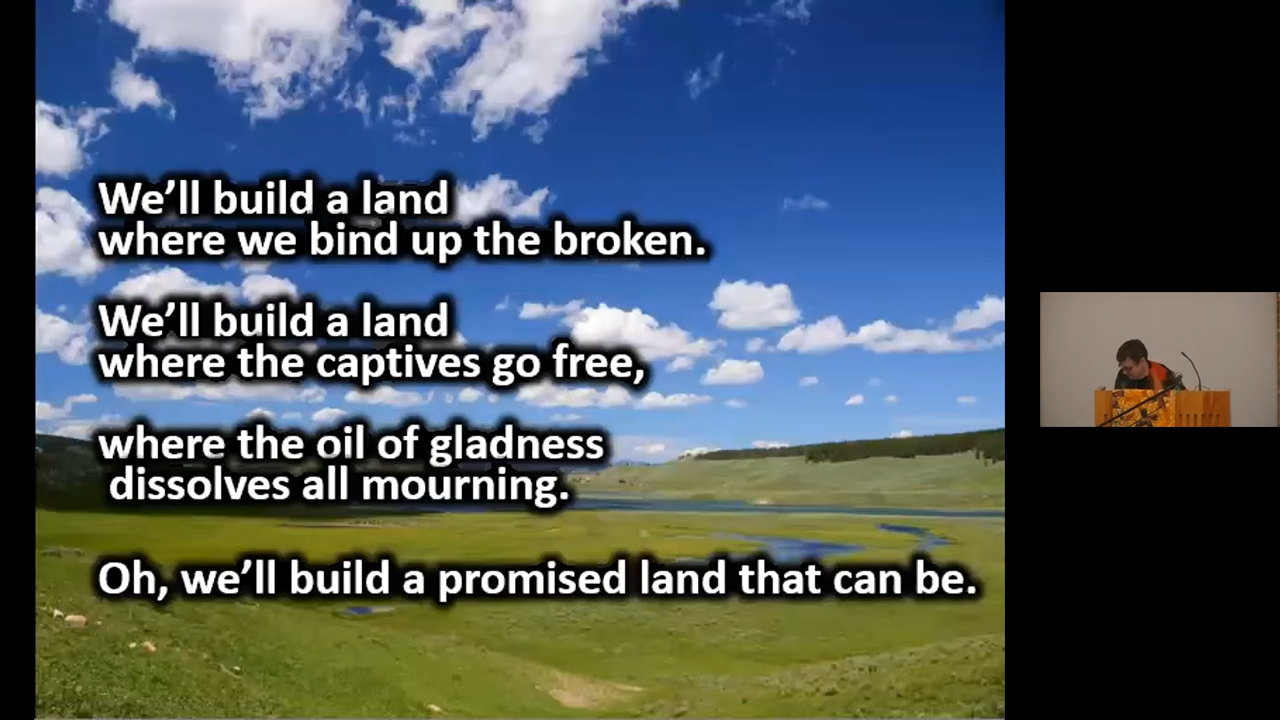 We’ll build a land
where we bind up the broken.
We’ll build a land
where the captives go free,
where the oil of gladness
dissolves all mourning.
Oh, we’ll build a promised land that can be.